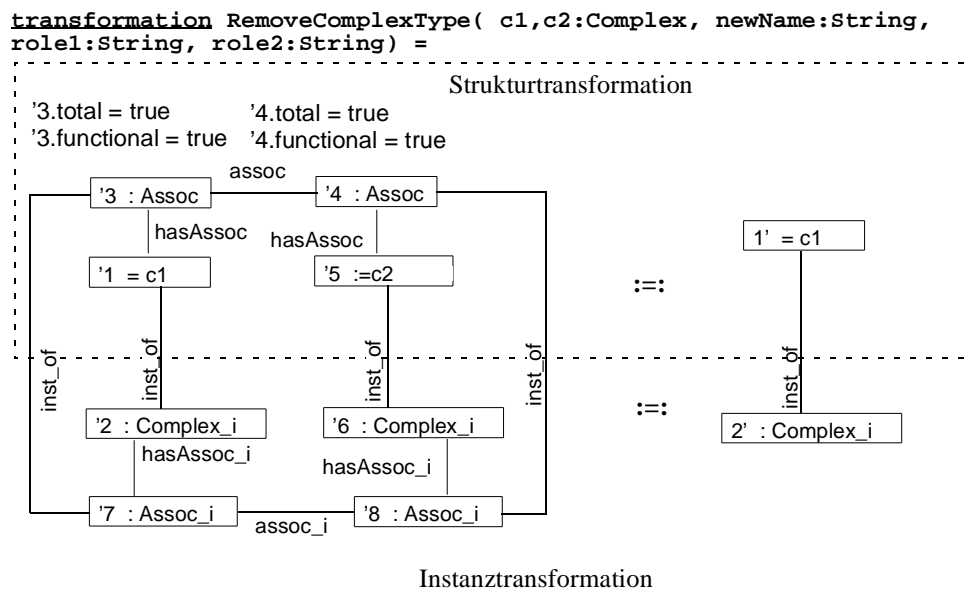 transformation RemoveComplexType( c1,c2:Complex, newName:String,
role1:String, role2:String) =
Strukturtransformation
’3.total = true ’4.total = true
’3.functional = true ’4.functional = true
assoc
’3 : Assoc ’4 : Assoc
hasAssoc hasAssoc
1’ = c1
’1 = c1 ’5 :=c2
:=:
inst_of inst_of inst_of inst_of inst_of
:=:
’2 : Complex_i ’6 : Complex_i 2’ : Complex_i
hasAssoc_i hasAssoc_i
’7 : Assoc_i ’8 : Assoc_i
assoc_i
Instanztransformation